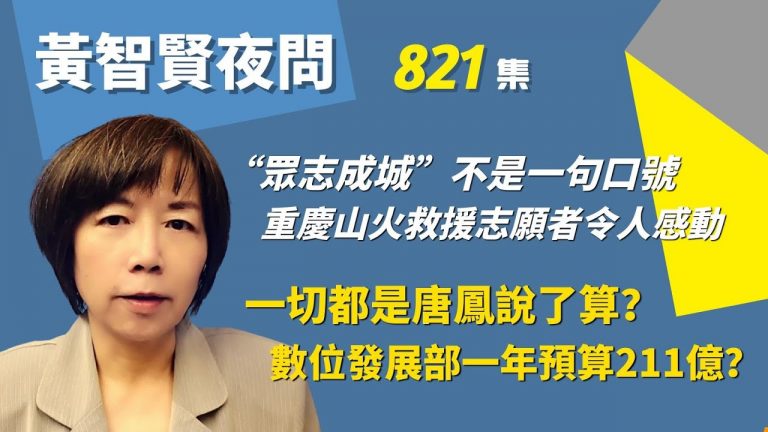 黃智賢夜問
821集
“眾志成城”不是一句口號
重慶山火救援志願者令人感動
一切都是唐鳳說了算？
數位發展部一年預算211億？